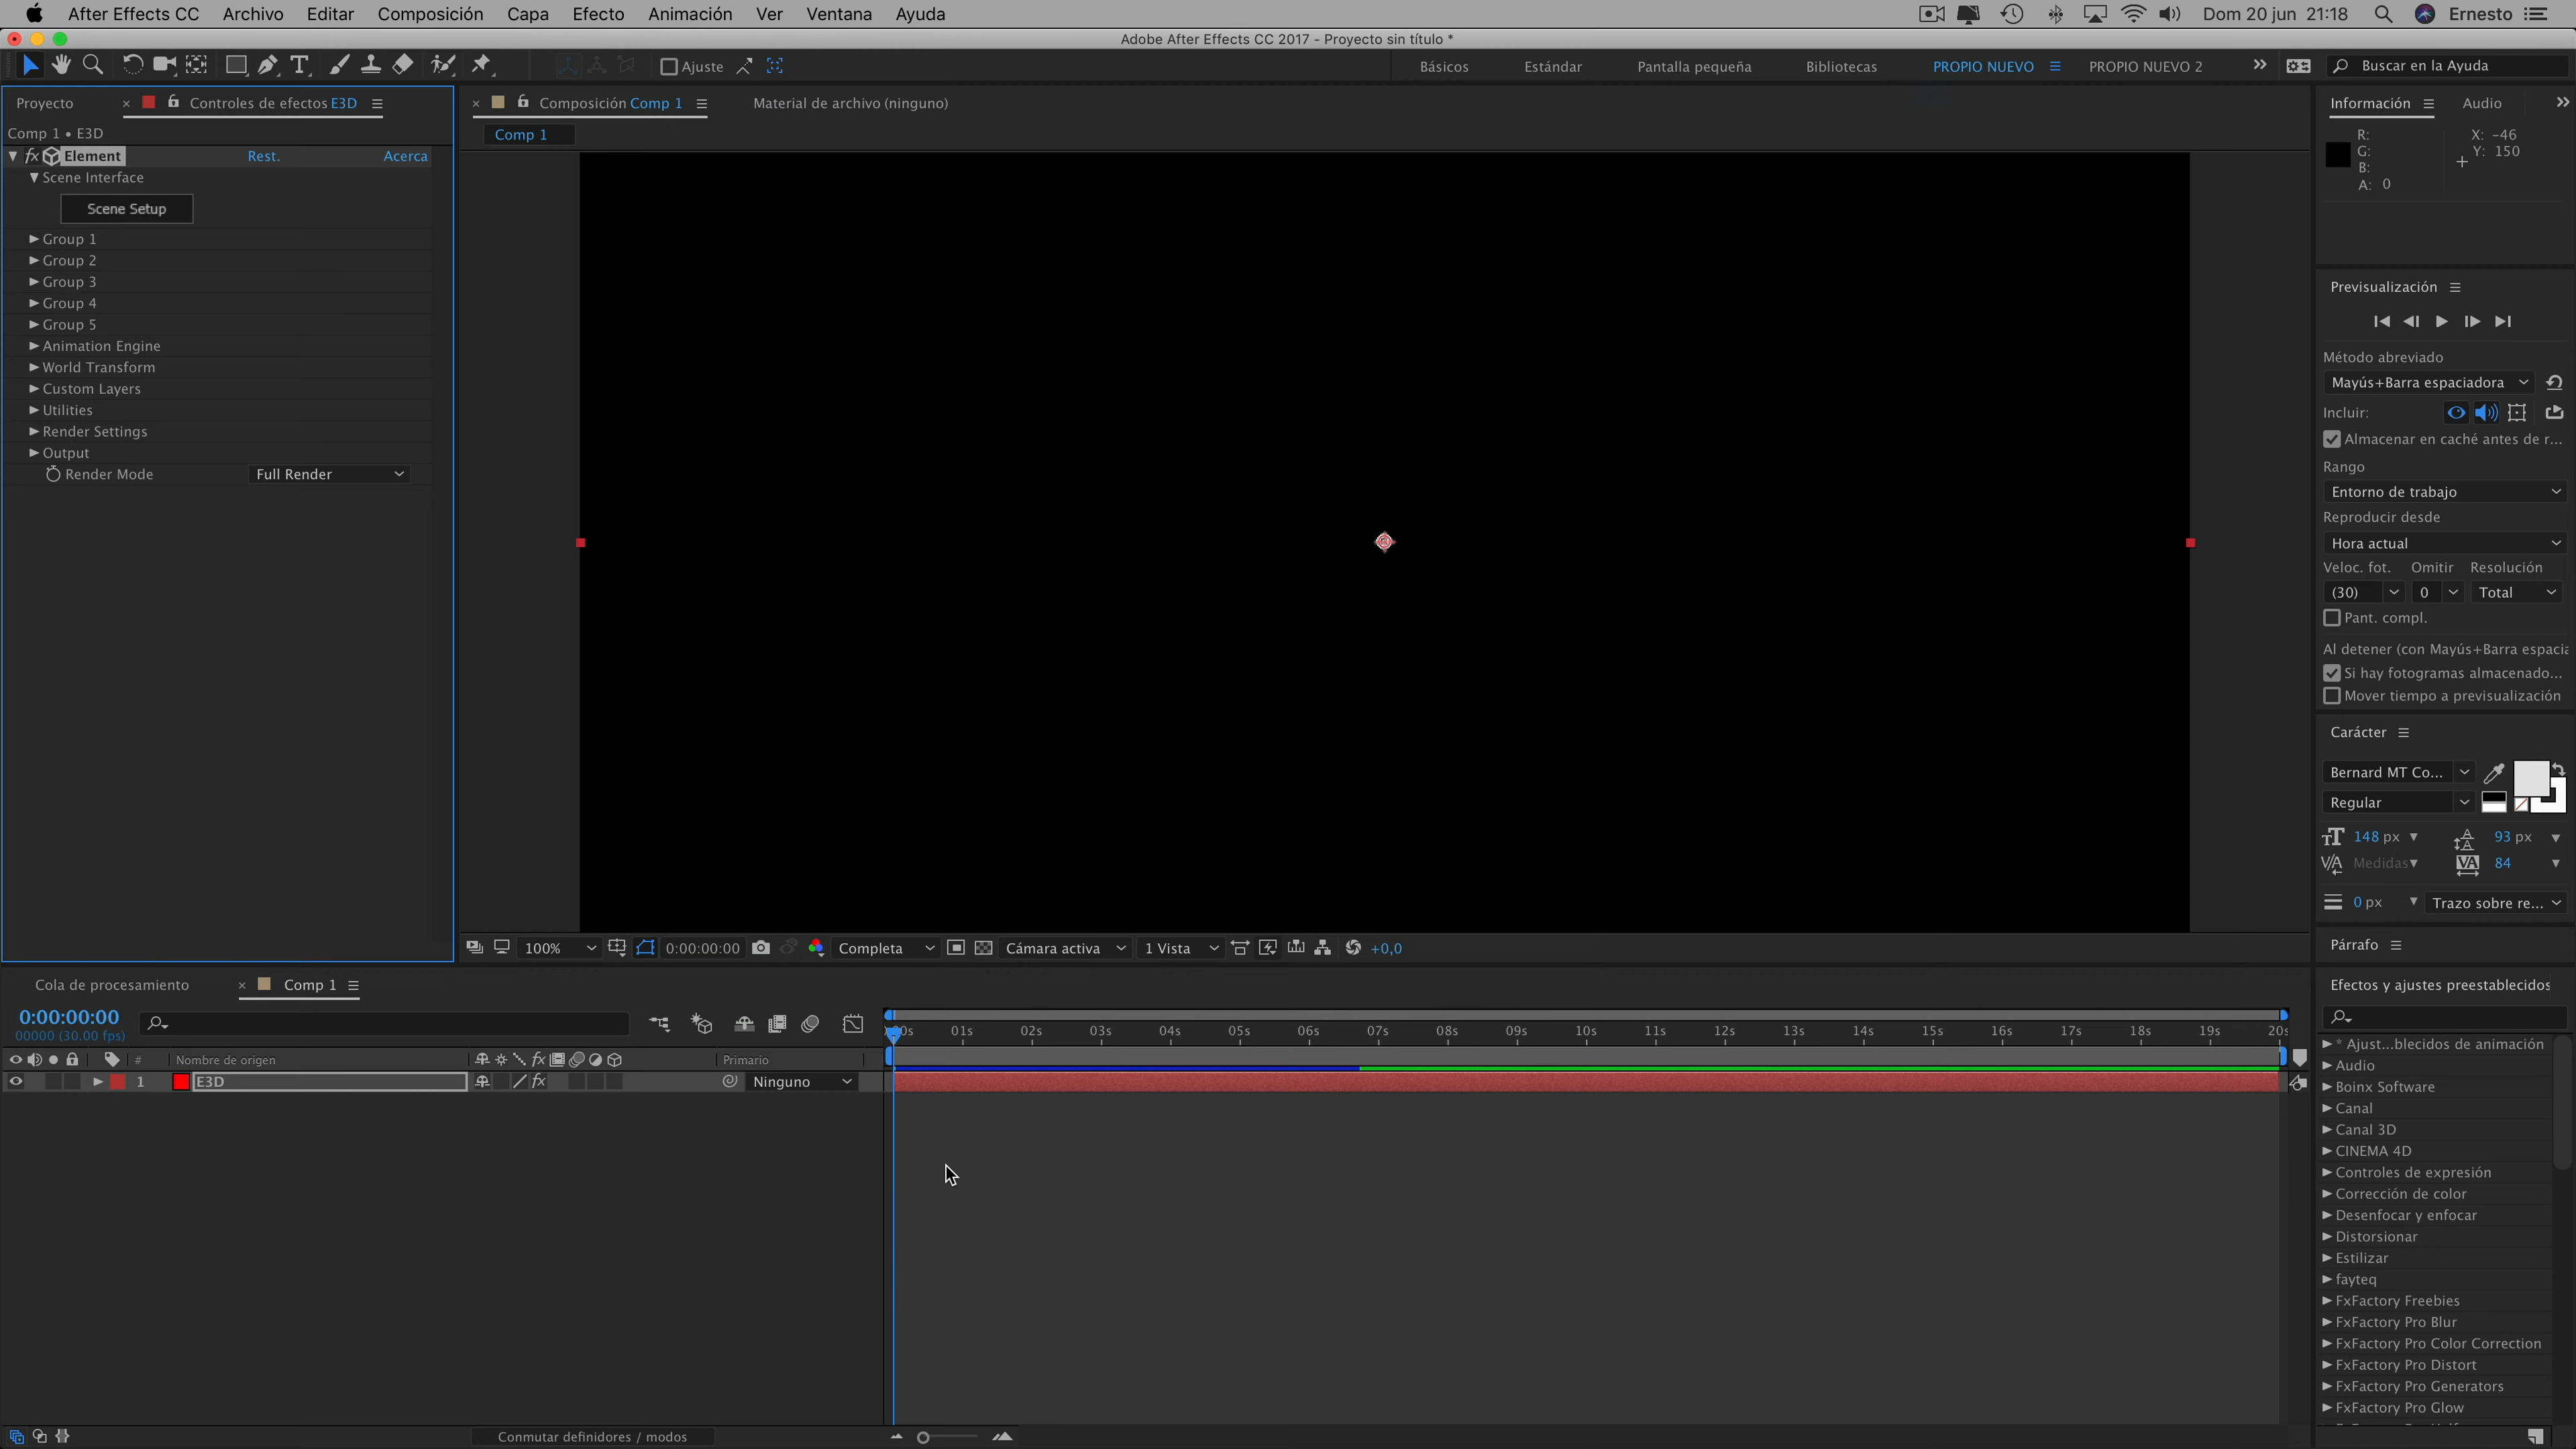 After Effects CC Archivo Editar Composición Capa Efecto Animación Ver Ventana Ayuda Dom 20 jun 21:18 Ernesto
Adobe After Effects CC 2017 - Proyecto sin título *
Ajuste Básicos Estándar Pantalla pequeña Bibliotecas PROPIO NUEVO PROPIO NUEVO 2 Buscar en la Ayuda
Proyecto Controles de efectos E3D
Comp 1 • E3D
fx Element Rest. Acerca
Scene Interface
Scene Setup
Group 1
Group 2
Group 3
Group 4
Group 5
Animation Engine
World Transform
Custom Layers
Utilities
Render Settings
Output
Render Mode Full Render
Composición Comp 1 Material de archivo (ninguno)
Comp 1
100% 0:00:00:00 Completa Cámara activa 1 Vista +0,0
Información Audio
R: X: -46
G: Y: 150
B:
A: 0
Previsualización
Método abreviado
Mayús+Barra espaciadora
Incluir:
Almacenar en caché antes de r...
Rango
Entorno de trabajo
Reproducir desde
Hora actual
Veloc. fot. Omitir Resolución
(30) 0 Total
Pant. compl.
Al detener (con Mayús+Barra espacia
Si hay fotogramas almacenado...
Mover tiempo a previsualización
Carácter
Bernard MT Co...
Regular
148 px 93 px
Medidas 84
0 px Trazo sobre re...
Párrafo
Efectos y ajustes preestablecidos
* Ajust...blecidos de animación
Audio
Boinx Software
Canal
Canal 3D
CINEMA 4D
Controles de expresión
Corrección de color
Desenfocar y enfocar
Distorsionar
Estilizar
fayteq
FxFactory Freebies
FxFactory Pro Blur
FxFactory Pro Color Correction
FxFactory Pro Distort
FxFactory Pro Generators
FxFactory Pro Glow
Cola de procesamiento Comp 1
0:00:00:00
00000 (30.00 fps)
01s 02s 03s 04s 05s 06s 07s 08s 09s 10s 11s 12s 13s 14s 15s 16s 17s 18s 19s 20s
# Nombre de origen fx Primario
1 E3D fx Ninguno
Conmutar definidores / modos